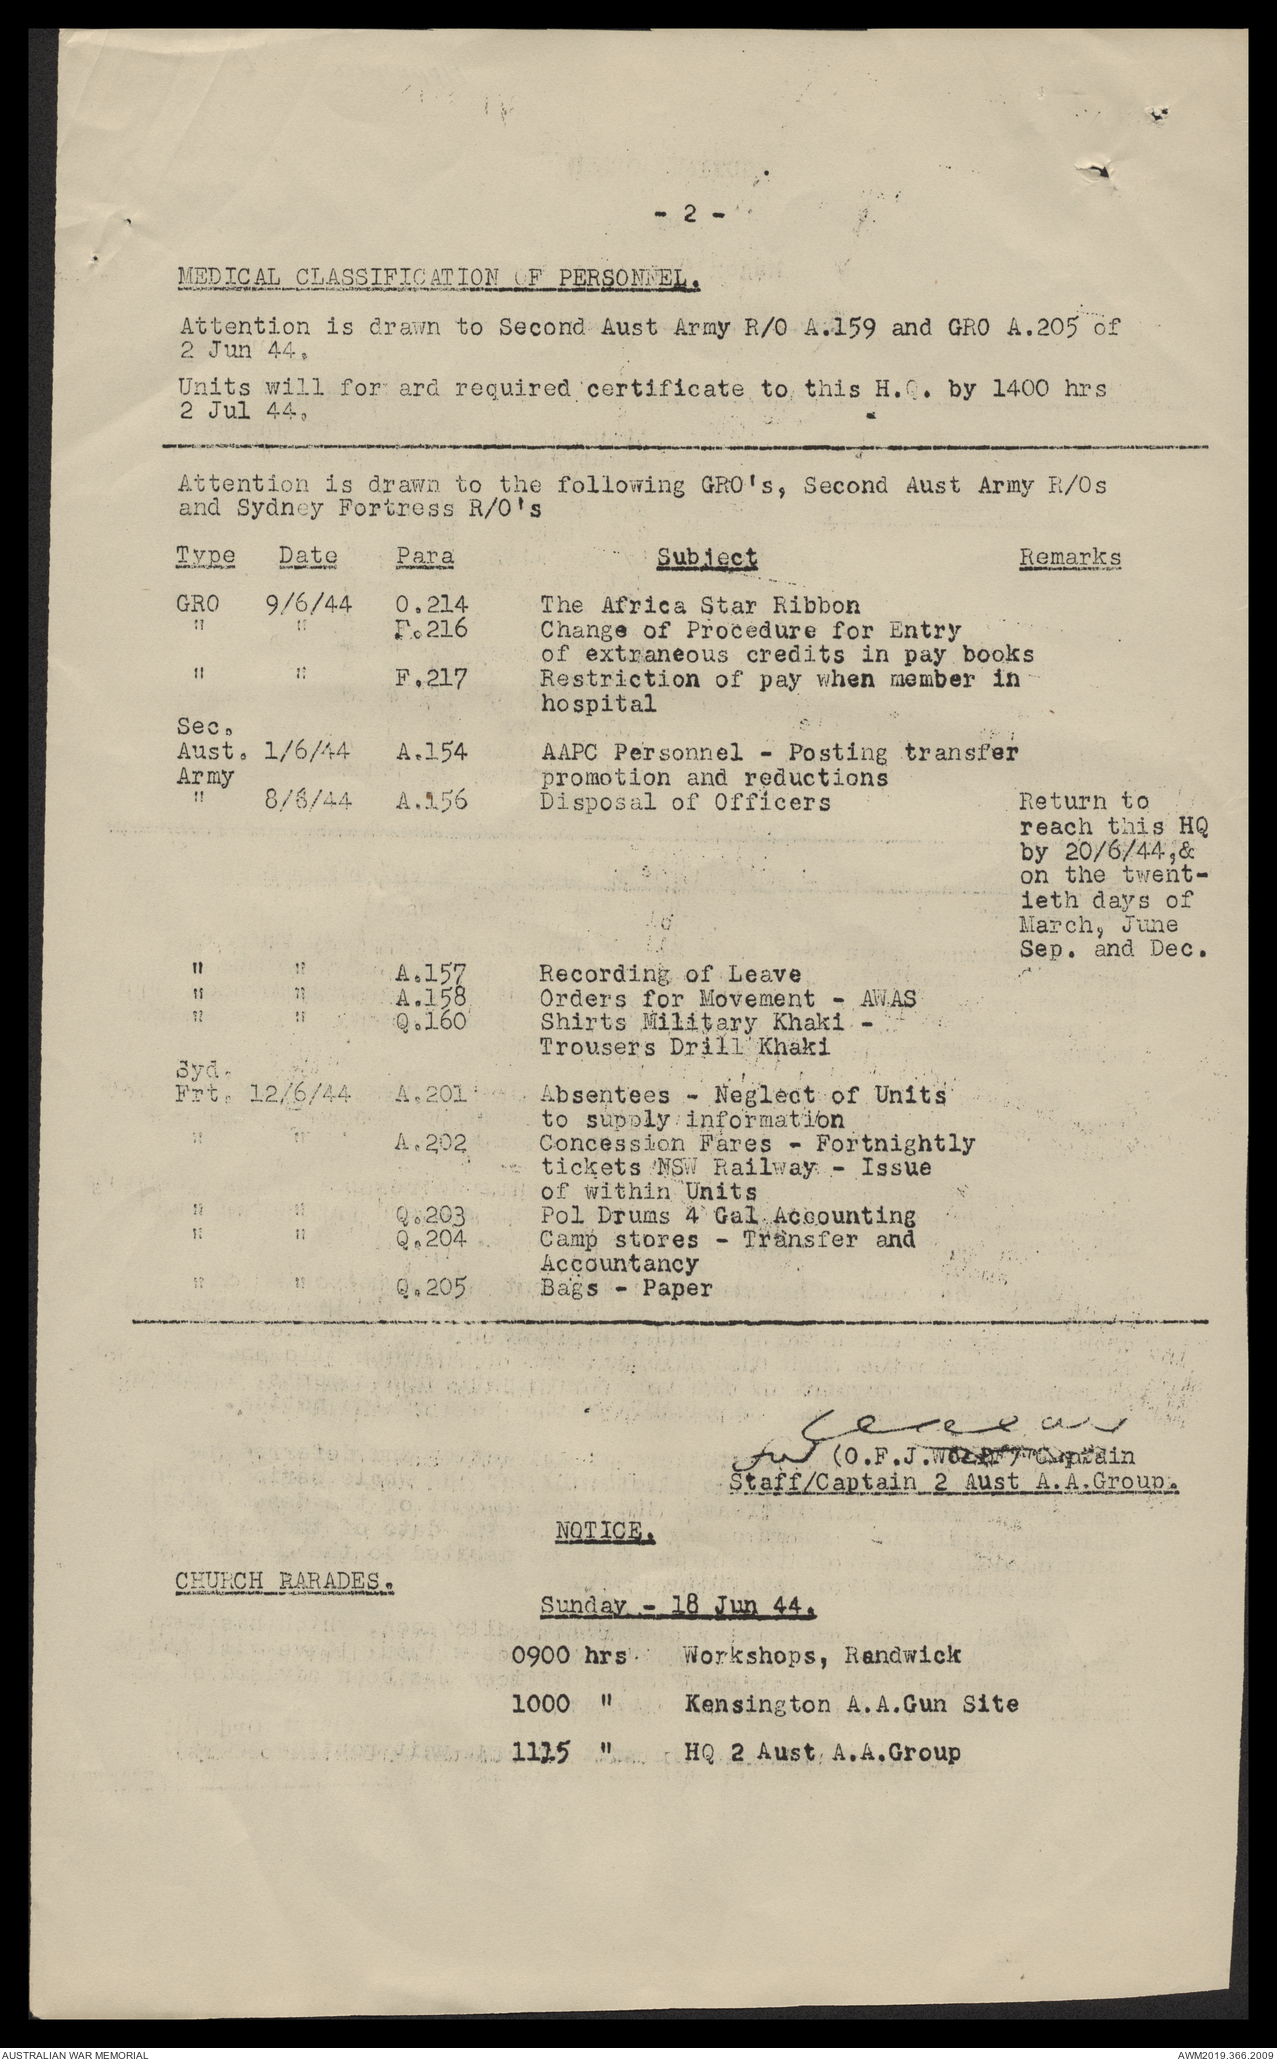 - 2 -
MEDICAL CLASSIFICATION OF PERSONNEL.
Attention is drawn to Second Aust Army R/O A.159 and GRO A.205 of
2 Jun 44.
Units will for ard required certificate to this H.Q. by 1400 hrs
2 Jul 44.
Attention is drawn to the following GRO's, Second Aust Army R/Os
and Sydney Fortress R/O's
Type Date Para Subject Remarks
GRO 9/6/44 O.214 The Africa Star Ribbon
" " F.216 Change of Procedure for Entry
of extraneous credits in pay books
" " F.217 Restriction of pay when member in
hospital
Sec.
Aust. 1/6/44 A.154 AAPC Personnel - Posting transfer
Army promotion and reductions
" 8/6/44 A.156 Disposal of Officers Return to
reach this HQ
by 20/6/44,&
on the twent-
ieth days of
March, June
Sep. and Dec.
" " A.157 Recording of Leave
" " A.158 Orders for Movement - AWAS
" " Q.160 Shirts Military Khaki -
Trousers Drill Khaki
Syd.
Frt. 12/6/44 A.201 Absentees - Neglect of Units
to supply information
" " A.202 Concession Fares - Fortnightly
tickets NSW Railway - Issue
of within Units
" " Q.203 Pol Drums 4 Gal Accounting
" " Q.204 Camp stores - Transfer and
Accountancy
" " Q.205 Bags - Paper
for (O.F.J. Captain
Staff/Captain 2 Aust A.A.Group.
NOTICE.
CHURCH PARADES.
Sunday - 18 Jun 44.
0900 hrs Workshops, Randwick
1000 " Kensington A.A.Gun Site
1115 " HQ 2 Aust A.A.Group
AUSTRALIAN WAR MEMORIAL AWM2019.366.2009